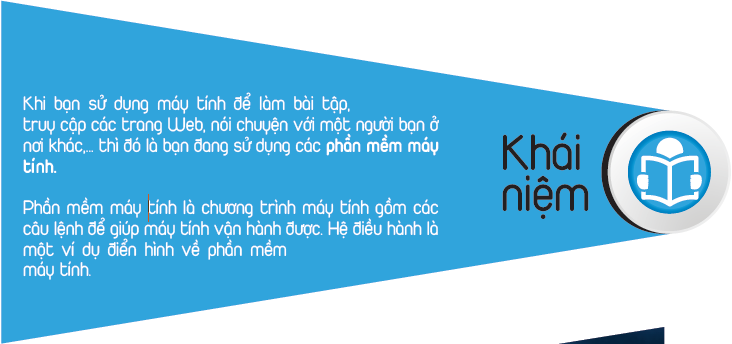 Khi bạn sử dụng máy tính để làm bài tập,
truy cập các trang Web, nói chuyện với một người bạn ở
nơi khác,... thì đó là bạn đang sử dụng các phần mềm máy
tính.
Phần mềm máy tính là chương trình máy tính gồm các
câu lệnh để giúp máy tính vận hành được. Hệ điều hành là
một ví dụ điển hình về phần mềm
máy tính.
Khái
niệm